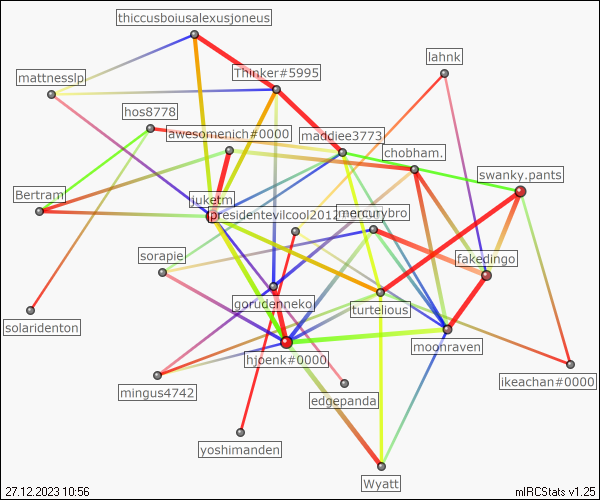 thiccusboiusalexusjoneus
lahnk
Thinker#5995
mattnesslp
hos8778
awesomenich#0000
maddiee3773
chobham.
swanky.pants
Bertram
juketm
presidentevilcool2012
mercurybro
sorapie
fakedingo
gorudennekoi
turtelious
solaridenton
moonraven
hjoenk#0000
ikeachan#0000
mingus4742
edgepanda
yoshimanden
Wyatt
27.12.2023 10:56
mIRCStats v1.25